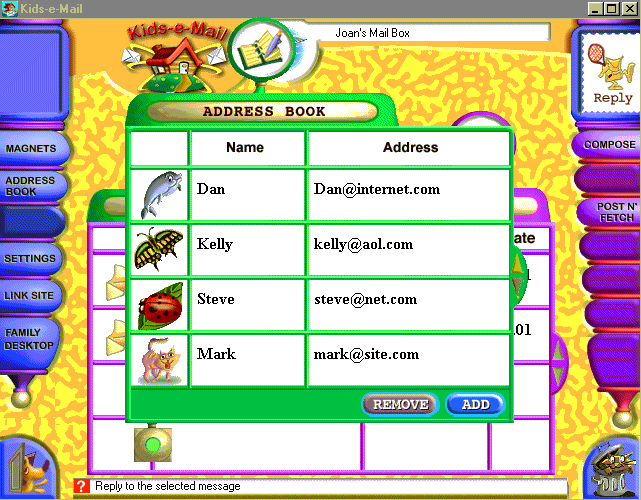 Kids-e-Mail
Kids-e-Mail
Joan's Mail Box
Reply
ADDRESS BOOK
MAGNETS
ADDRESS
BOOK
SETTINGS
LINK SITE
FAMILY
DESKTOP
Name Address
Dan Dan@internet.com
Kelly kelly@aol.com
Steve steve@net.com
Mark mark@site.com
REMOVE ADD
COMPOSE
POST N'
FETCH
ate
01
? Reply to the selected message